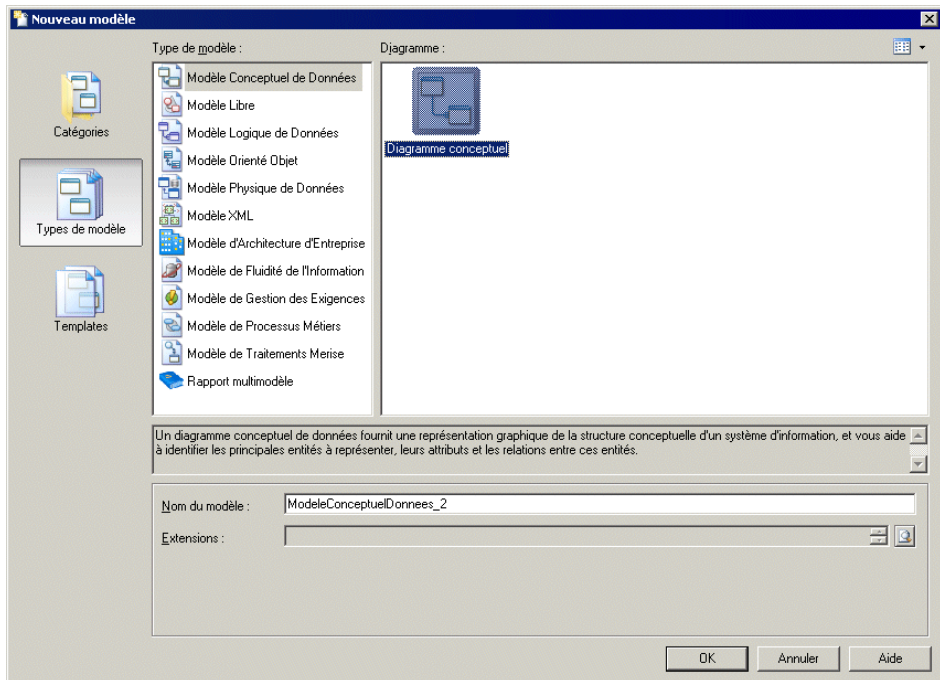 Nouveau modèle
Type de modèle :
Diagramme :
Catégories
Types de modèle
Templates
Modèle Conceptuel de Données
Modèle Libre
Modèle Logique de Données
Modèle Orienté Objet
Modèle Physique de Données
Modèle XML
Modèle d'Architecture d'Entreprise
Modèle de Fluidité de l'Information
Modèle de Gestion des Exigences
Modèle de Processus Métiers
Modèle de Traitements Merise
Rapport multimodèle
Diagramme conceptuel
Un diagramme conceptuel de données fournit une représentation graphique de la structure conceptuelle d'un système d'information, et vous aide
à identifier les principales entités à représenter, leurs attributs et les relations entre ces entités.
Nom du modèle :
ModeleConceptuelDonnees_2
Extensions :
OK
Annuler
Aide